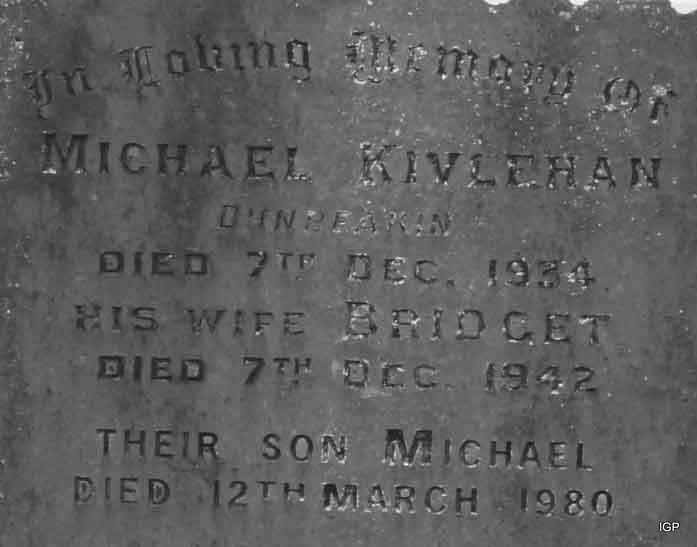 In Loving Memory Of
MICHAEL KIVLEHAN
DUNBEAKIN
DIED 7TH DEC. 1934
HIS WIFE BRIDGET
DIED 7TH DEC. 1942
THEIR SON MICHAEL
DIED 12TH MARCH 1980
IGP